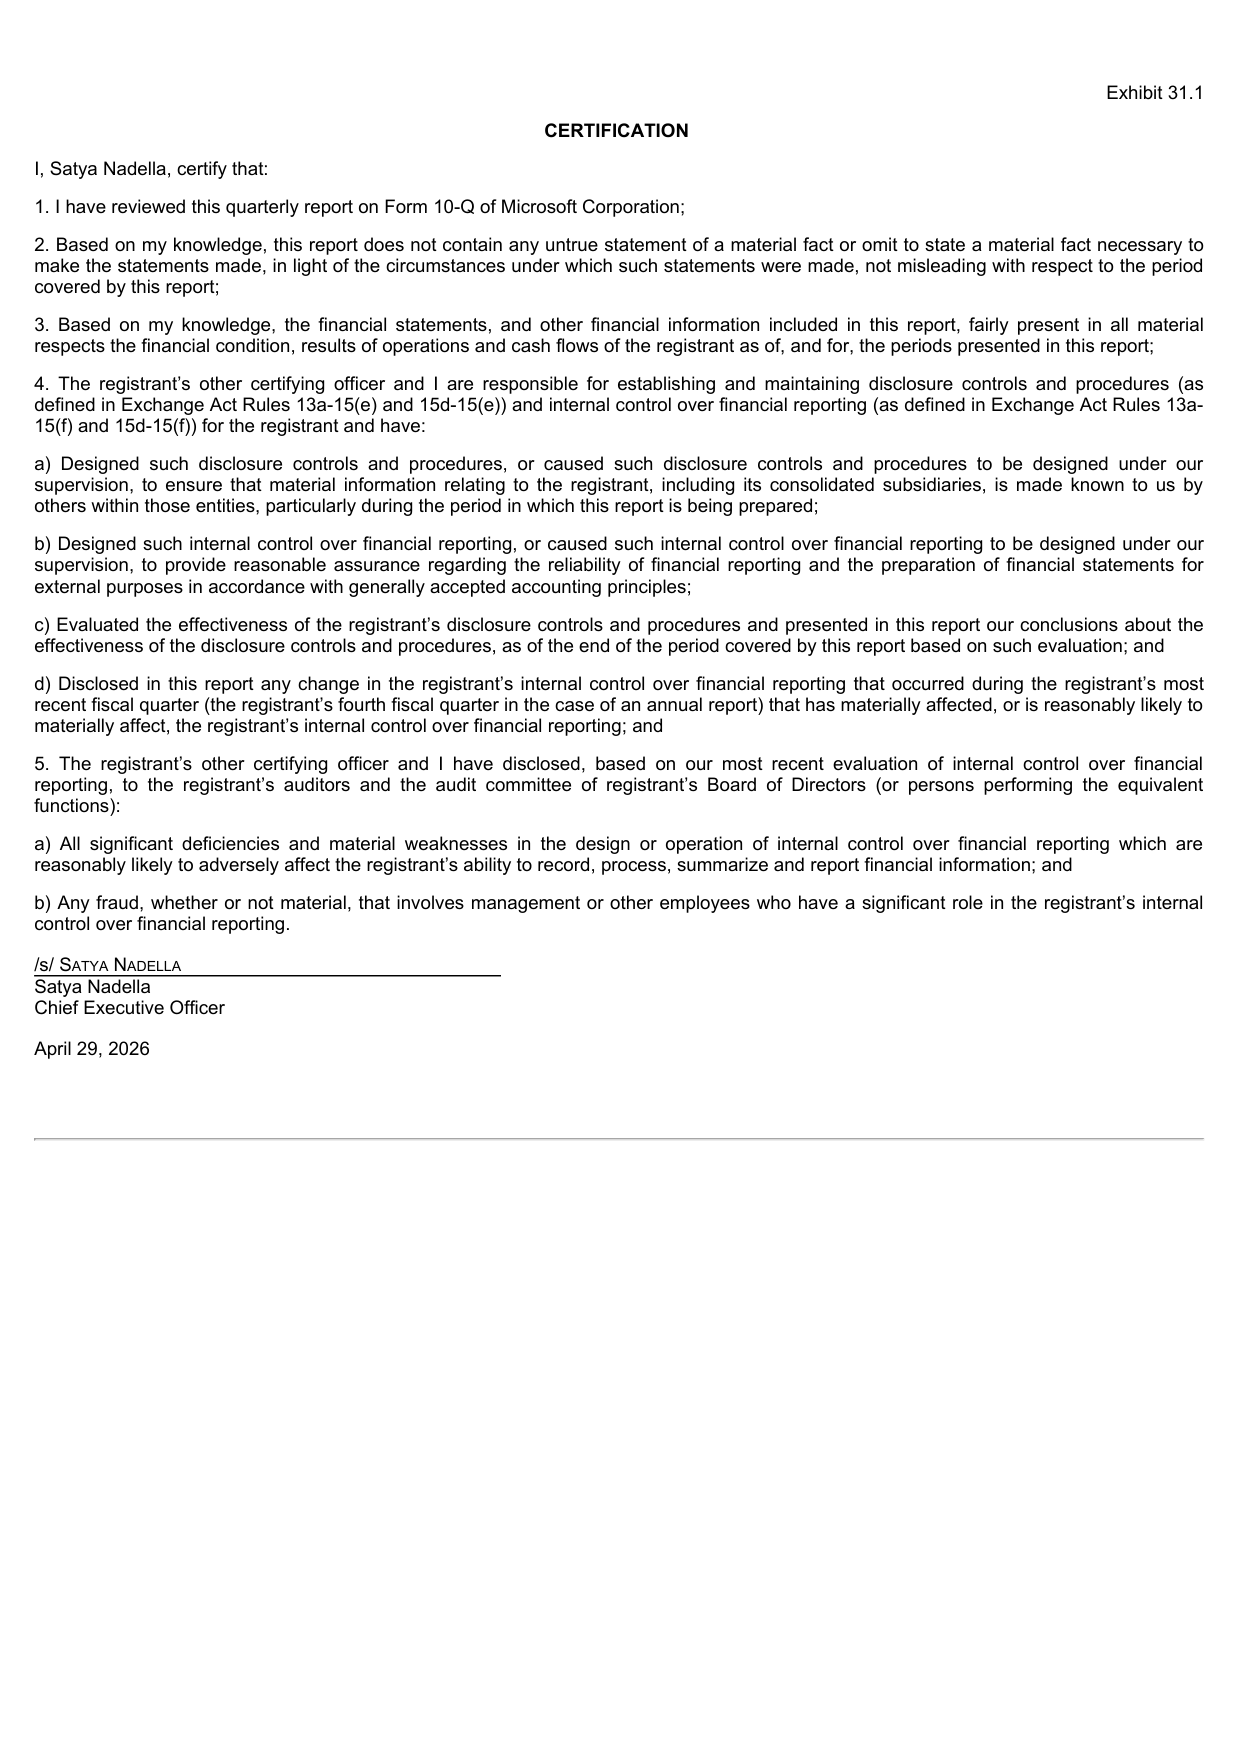 Exhibit 31.1
CERTIFICATION
I, Satya Nadella, certify that:
1. I have reviewed this quarterly report on Form 10-Q of Microsoft Corporation;
2. Based on my knowledge, this report does not contain any untrue statement of a material fact or omit to state a material fact necessary to
make the statements made, in light of the circumstances under which such statements were made, not misleading with respect to the period
covered by this report;
3. Based on my knowledge, the financial statements, and other financial information included in this report, fairly present in all material
respects the financial condition, results of operations and cash flows of the registrant as of, and for, the periods presented in this report;
4. The registrant’s other certifying officer and I are responsible for establishing and maintaining disclosure controls and procedures (as
defined in Exchange Act Rules 13a-15(e) and 15d-15(e)) and internal control over financial reporting (as defined in Exchange Act Rules 13a-
15(f) and 15d-15(f)) for the registrant and have:
a) Designed such disclosure controls and procedures, or caused such disclosure controls and procedures to be designed under our
supervision, to ensure that material information relating to the registrant, including its consolidated subsidiaries, is made known to us by
others within those entities, particularly during the period in which this report is being prepared;
b) Designed such internal control over financial reporting, or caused such internal control over financial reporting to be designed under our
supervision, to provide reasonable assurance regarding the reliability of financial reporting and the preparation of financial statements for
external purposes in accordance with generally accepted accounting principles;
c) Evaluated the effectiveness of the registrant’s disclosure controls and procedures and presented in this report our conclusions about the
effectiveness of the disclosure controls and procedures, as of the end of the period covered by this report based on such evaluation; and
d) Disclosed in this report any change in the registrant’s internal control over financial reporting that occurred during the registrant’s most
recent fiscal quarter (the registrant’s fourth fiscal quarter in the case of an annual report) that has materially affected, or is reasonably likely to
materially affect, the registrant’s internal control over financial reporting; and
5. The registrant’s other certifying officer and I have disclosed, based on our most recent evaluation of internal control over financial
reporting, to the registrant’s auditors and the audit committee of registrant’s Board of Directors (or persons performing the equivalent
functions):
a) All significant deficiencies and material weaknesses in the design or operation of internal control over financial reporting which are
reasonably likely to adversely affect the registrant’s ability to record, process, summarize and report financial information; and
b) Any fraud, whether or not material, that involves management or other employees who have a significant role in the registrant’s internal
control over financial reporting.
/s/ SATYA NADELLA
Satya Nadella
Chief Executive Officer
April 29, 2026